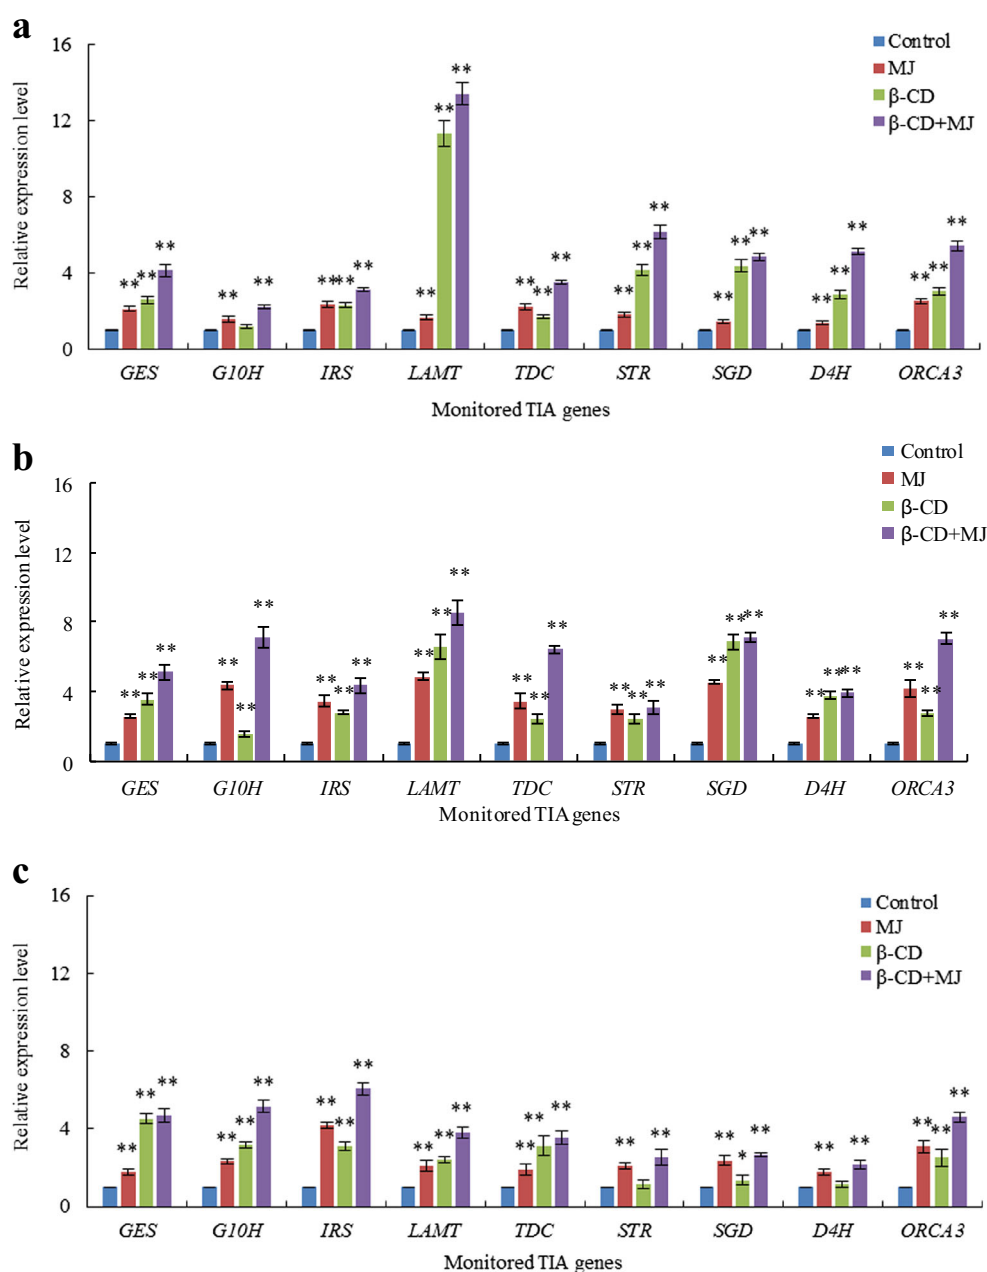 a
16
12
8
4
0
Relative expression level
Control
MJ
β-CD
β-CD+MJ
** ** **
** **
** ** **
** ** **
** ** **
** ** **
** ** **
** ** **
** ** **
GES G10H IRS LAMT TDC STR SGD D4H ORCA3
Monitored TIA genes
b
16
12
8
4
0
Relative expression level
Control
MJ
β-CD
β-CD+MJ
** ** **
** ** **
** ** **
** ** **
** ** **
** ** **
** ** **
** ** **
** ** **
GES G10H IRS LAMT TDC STR SGD D4H ORCA3
Monitored TIA genes
c
16
12
8
4
0
Relative expression level
Control
MJ
β-CD
β-CD+MJ
** ** **
** ** **
** ** **
** ** **
** ** **
** **
** * **
** **
** ** **
GES G10H IRS LAMT TDC STR SGD D4H ORCA3
Monitored TIA genes